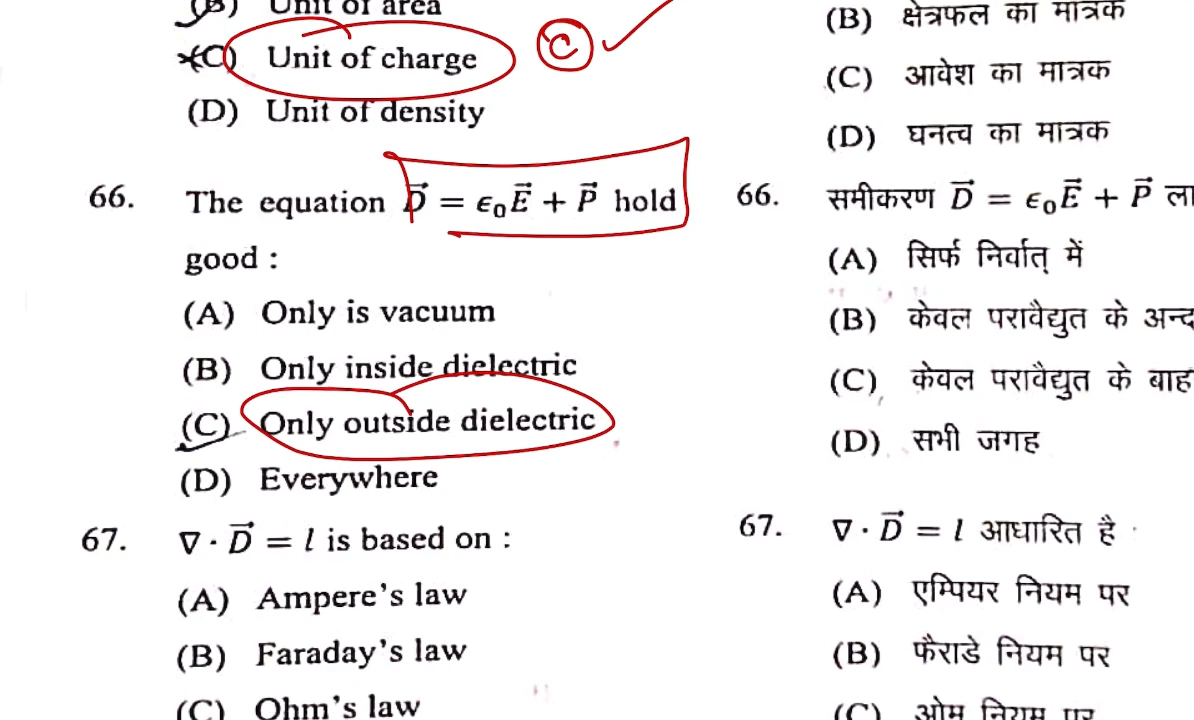 (B) Unit of area
(C) Unit of charge
C
(D) Unit of density
66. The equation D⃗ = ϵ₀E⃗ + P⃗ hold
good :
(A) Only is vacuum
(B) Only inside dielectric
(C) Only outside dielectric
(D) Everywhere
67. ∇ · D⃗ = l is based on :
(A) Ampere's law
(B) Faraday's law
(C) Ohm's law
(B) क्षेत्रफल का मात्रक
(C) आवेश का मात्रक
(D) घनत्व का मात्रक
66. समीकरण D⃗ = ϵ₀E⃗ + P⃗ ला
(A) सिर्फ निर्वात् में
(B) केवल परावैद्युत के अन्द
(C) केवल परावैद्युत के बाह
(D) सभी जगह
67. ∇ · D⃗ = l आधारित है
(A) एम्पियर नियम पर
(B) फैराडे नियम पर
(C) ओम नियम पर